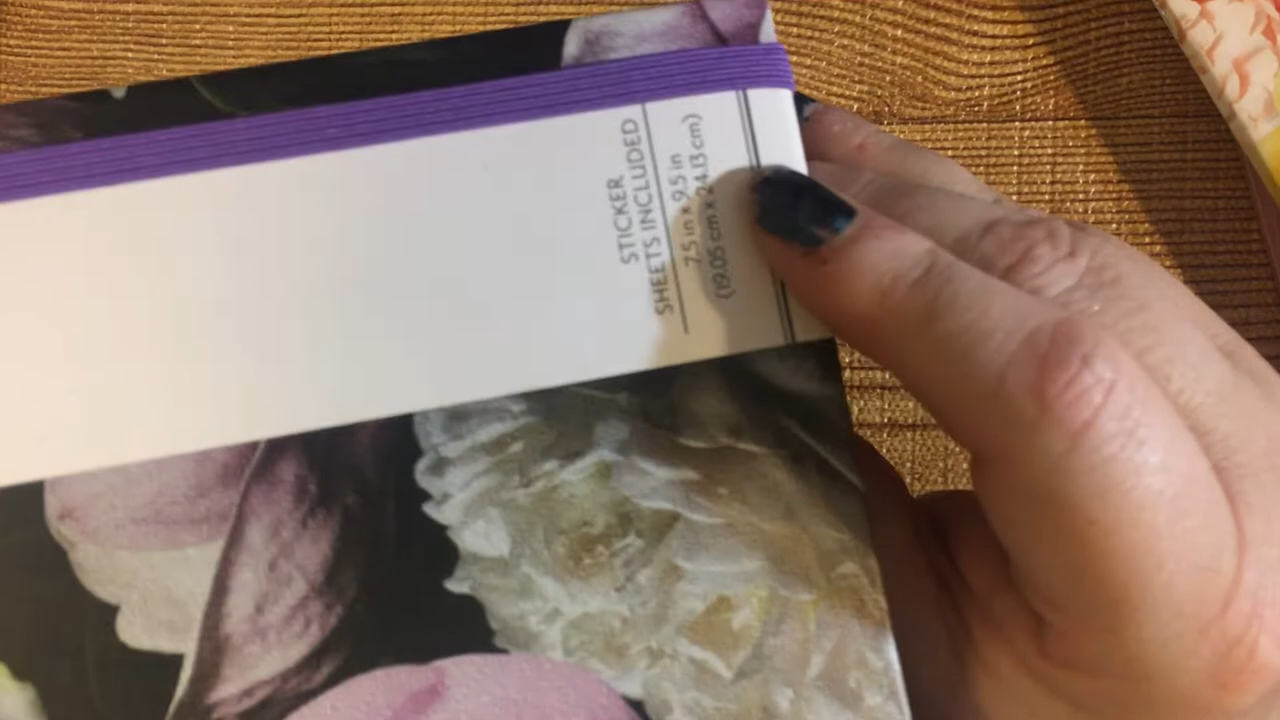 STICKER
SHEETS INCLUDED
7.5 in x 9.5 in
(19.05 cm x 24.13 cm)